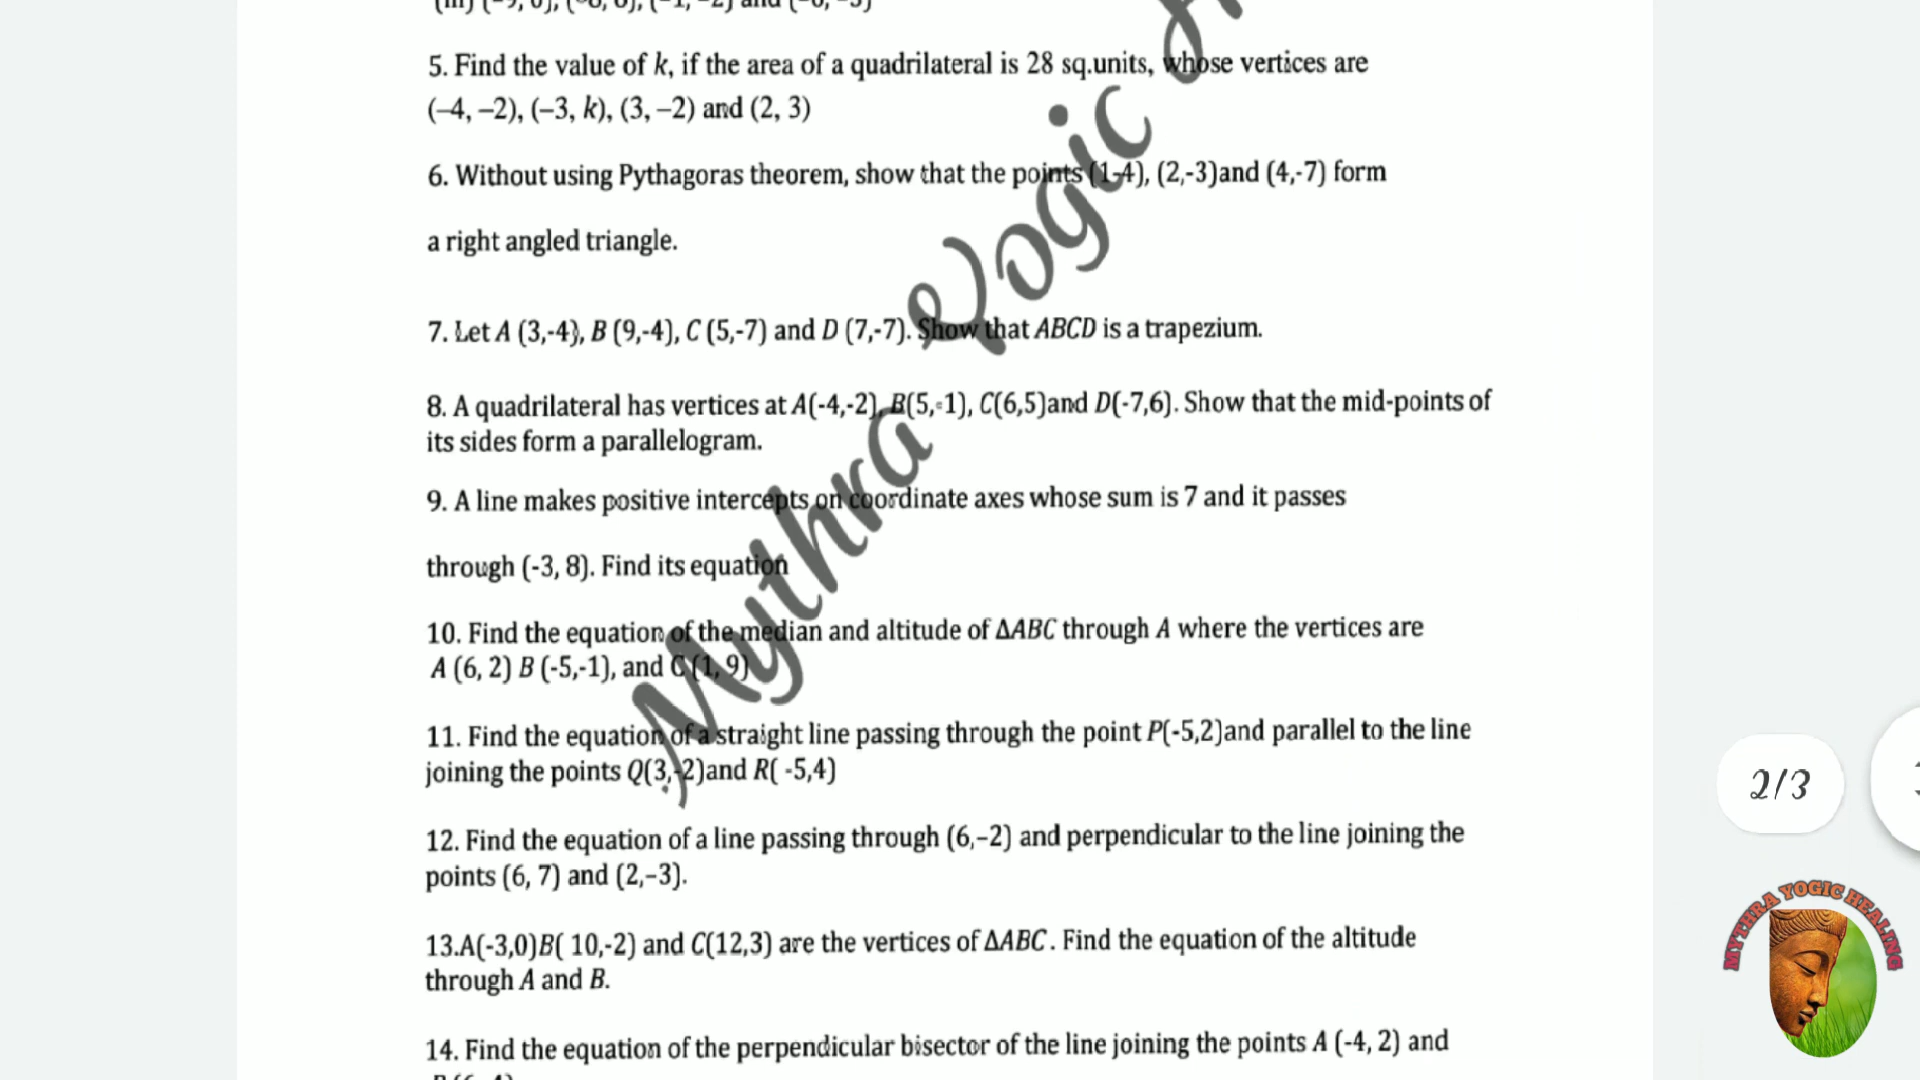 5. Find the value of k, if the area of a quadrilateral is 28 sq.units, whose vertices are
(–4, –2), (–3, k), (3, –2) and (2, 3)
6. Without using Pythagoras theorem, show that the points (1-4), (2,-3)and (4,-7) form
a right angled triangle.
7. Let A (3,-4), B (9,-4), C (5,-7) and D (7,-7). Show that ABCD is a trapezium.
8. A quadrilateral has vertices at A(-4,-2), B(5,-1), C(6,5)and D(-7,6). Show that the mid-points of
its sides form a parallelogram.
9. A line makes positive intercepts on coordinate axes whose sum is 7 and it passes
through (-3, 8). Find its equation
10. Find the equation of the median and altitude of ΔABC through A where the vertices are
A (6, 2) B (-5,-1), and C (1, 9)
11. Find the equation of a straight line passing through the point P(-5,2)and parallel to the line
joining the points Q(3,-2)and R( -5,4)
12. Find the equation of a line passing through (6,–2) and perpendicular to the line joining the
points (6, 7) and (2,–3).
13.A(-3,0)B( 10,-2) and C(12,3) are the vertices of ΔABC. Find the equation of the altitude
through A and B.
14. Find the equation of the perpendicular bisector of the line joining the points A (-4, 2) and
Mythra Yogic
2/3
MYTHRA YOGIC HEALING